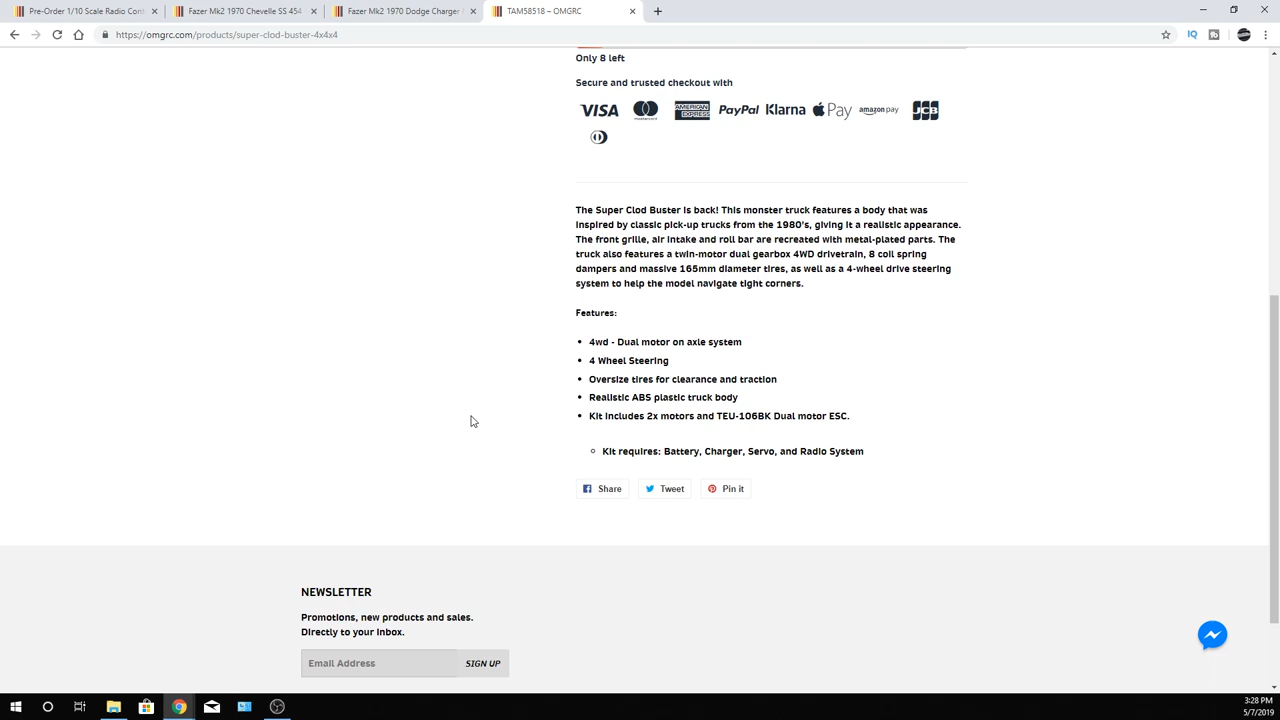 Pre-Order 1/10 Scale Radio Cont
Fazer Mk2 1970 Chevelle SS 454
Fazer Mk2 1970 Dodge Charger
TAM58518 – OMGRC
https://omgrc.com/products/super-clod-buster-4x4x4
IQ
Only 8 left
Secure and trusted checkout with
VISA mastercard AMERICAN EXPRESS PayPal Klarna Apple Pay amazon pay JCB
The Super Clod Buster is back! This monster truck features a body that was
inspired by classic pick-up trucks from the 1980's, giving it a realistic appearance.
The front grille, air intake and roll bar are recreated with metal-plated parts. The
truck also features a twin-motor dual gearbox 4WD drivetrain, 8 coil spring
dampers and massive 165mm diameter tires, as well as a 4-wheel drive steering
system to help the model navigate tight corners.
Features:
4wd - Dual motor on axle system
4 Wheel Steering
Oversize tires for clearance and traction
Realistic ABS plastic truck body
Kit includes 2x motors and TEU-106BK Dual motor ESC.
Kit requires: Battery, Charger, Servo, and Radio System
Share Tweet Pin it
NEWSLETTER
Promotions, new products and sales.
Directly to your inbox.
Email Address SIGN UP
3:28 PM
5/7/2019